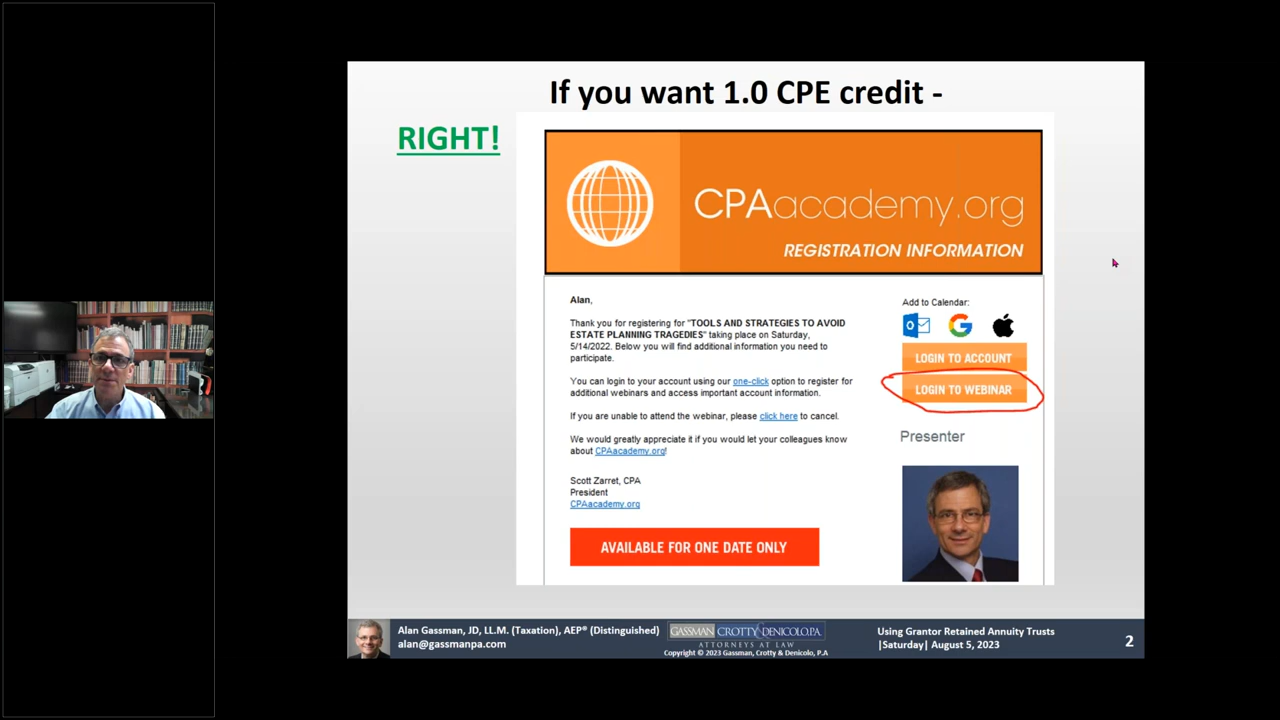 If you want 1.0 CPE credit -
RIGHT!
CPAacademy.org
REGISTRATION INFORMATION
Alan,
Thank you for registering for "TOOLS AND STRATEGIES TO AVOID
ESTATE PLANNING TRAGEDIES" taking place on Saturday,
5/14/2022. Below you will find additional information you need to
participate.
You can login to your account using our one-click option to register for
additional webinars and access important account information.
If you are unable to attend the webinar, please click here to cancel.
We would greatly appreciate it if you would let your colleagues know
about CPAacademy.org!
Scott Zarret, CPA
President
CPAacademy.org
AVAILABLE FOR ONE DATE ONLY
Add to Calendar:
LOGIN TO ACCOUNT
LOGIN TO WEBINAR
Presenter
Alan Gassman, JD, LL.M. (Taxation), AEP® (Distinguished)
alan@gassmanpa.com
GASSMAN CROTTY & DENICOLO, P.A.
ATTORNEYS AT LAW
Copyright © 2023 Gassman, Crotty & Denicolo, P.A
Using Grantor Retained Annuity Trusts
|Saturday| August 5, 2023
2